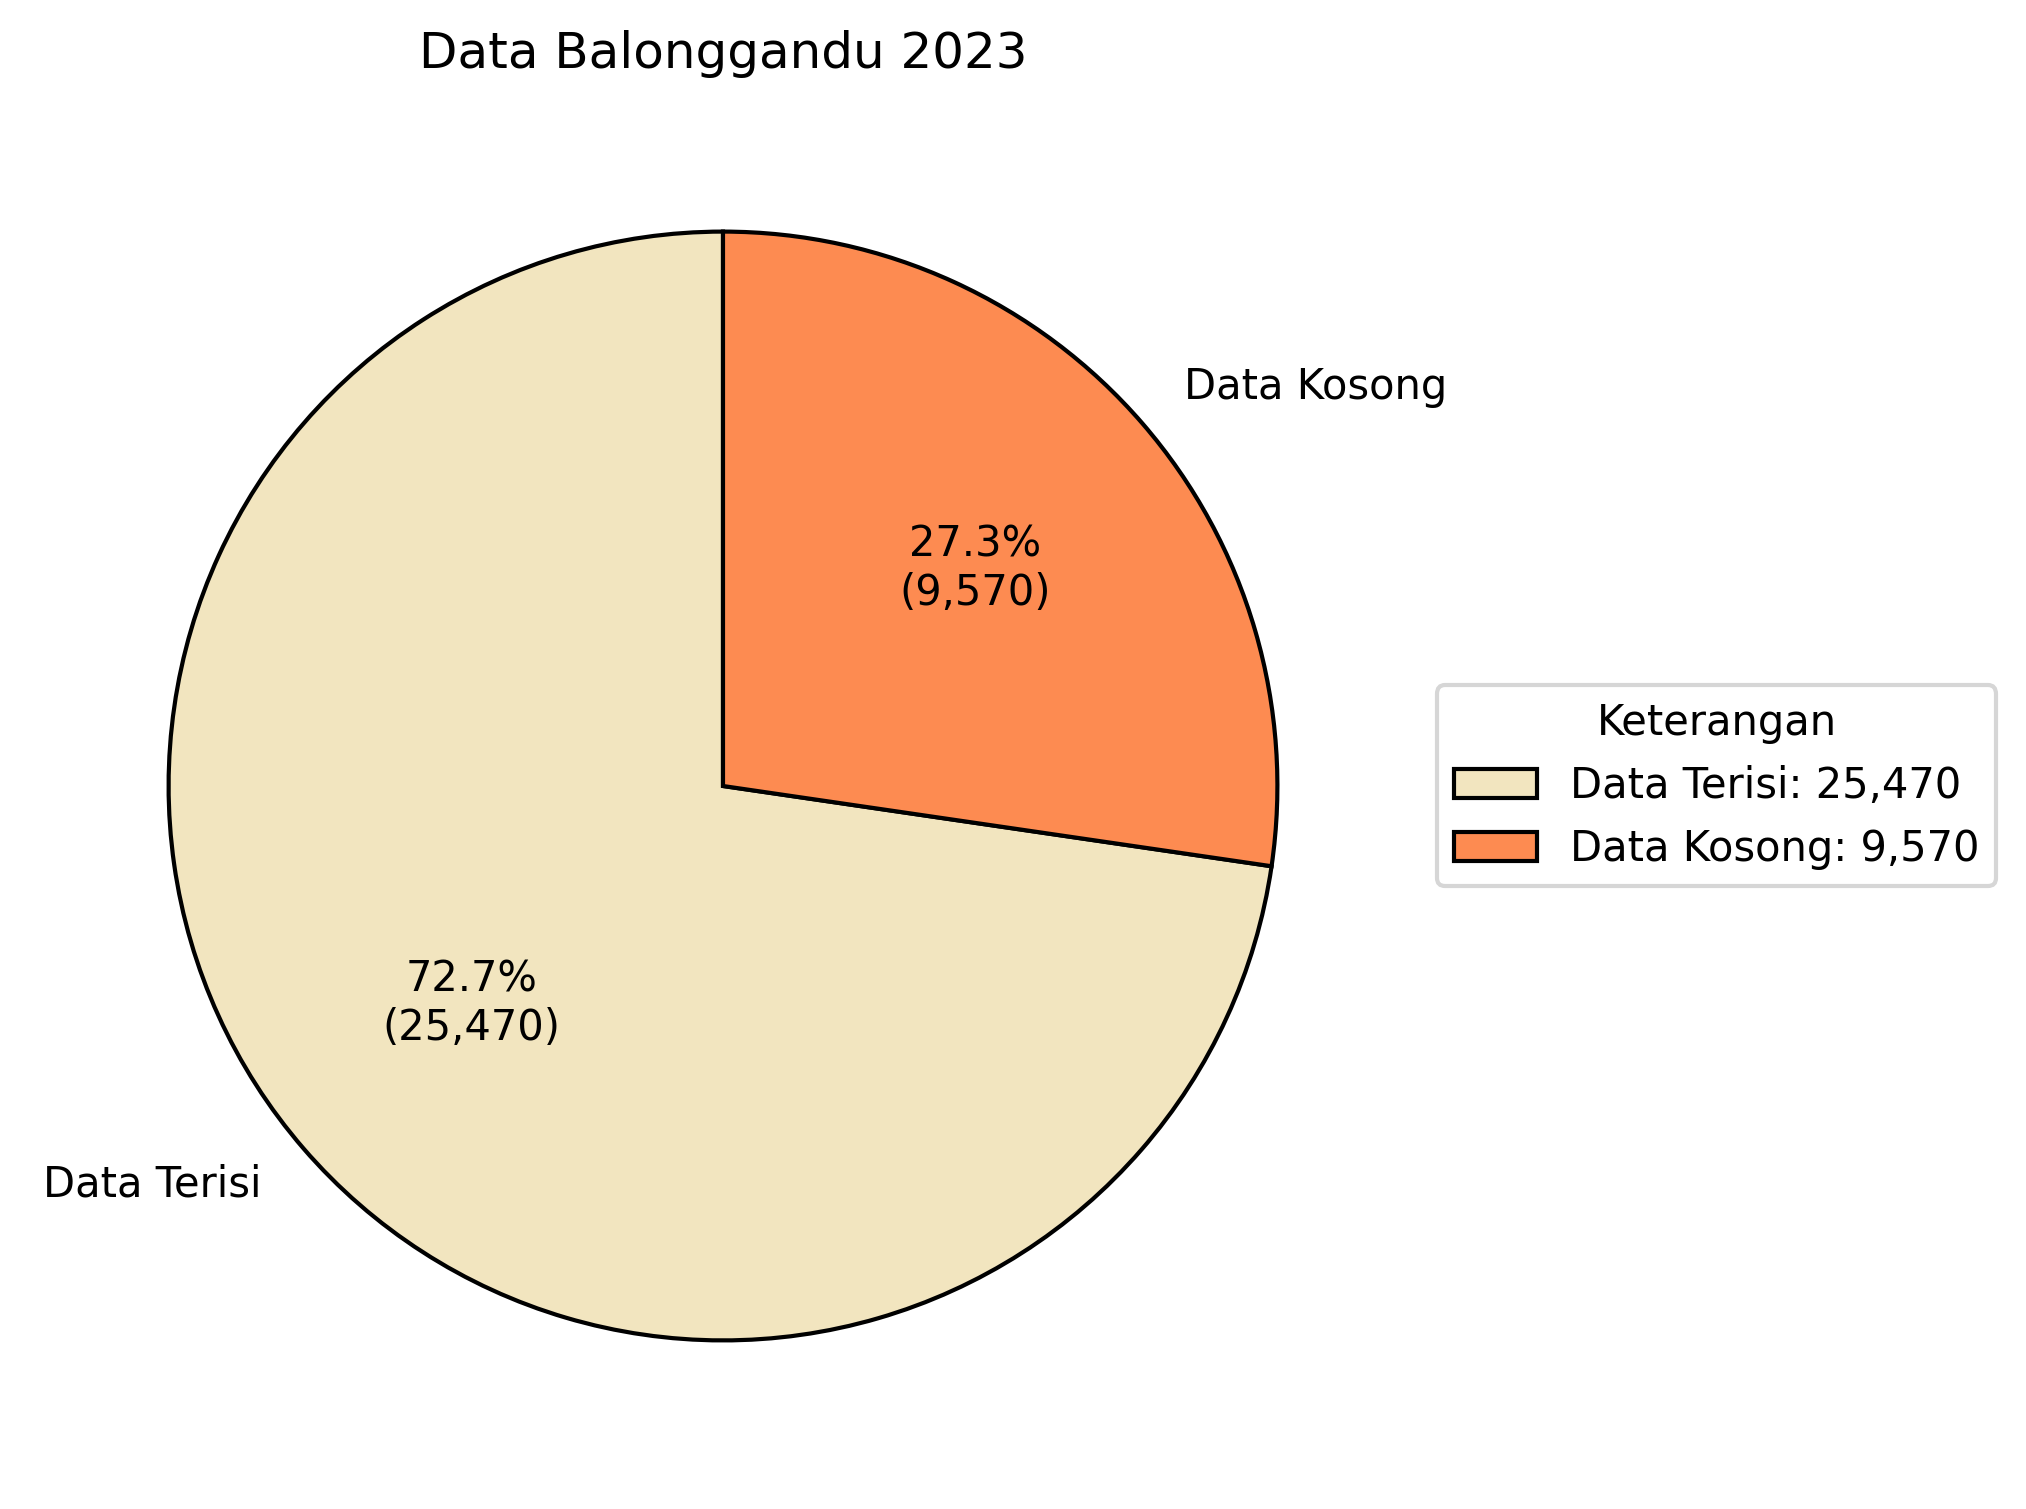 Data Balonggandu 2023
Data Kosong
27.3%
(9,570)
Keterangan
Data Terisi: 25,470
Data Kosong: 9,570
72.7%
(25,470)
Data Terisi